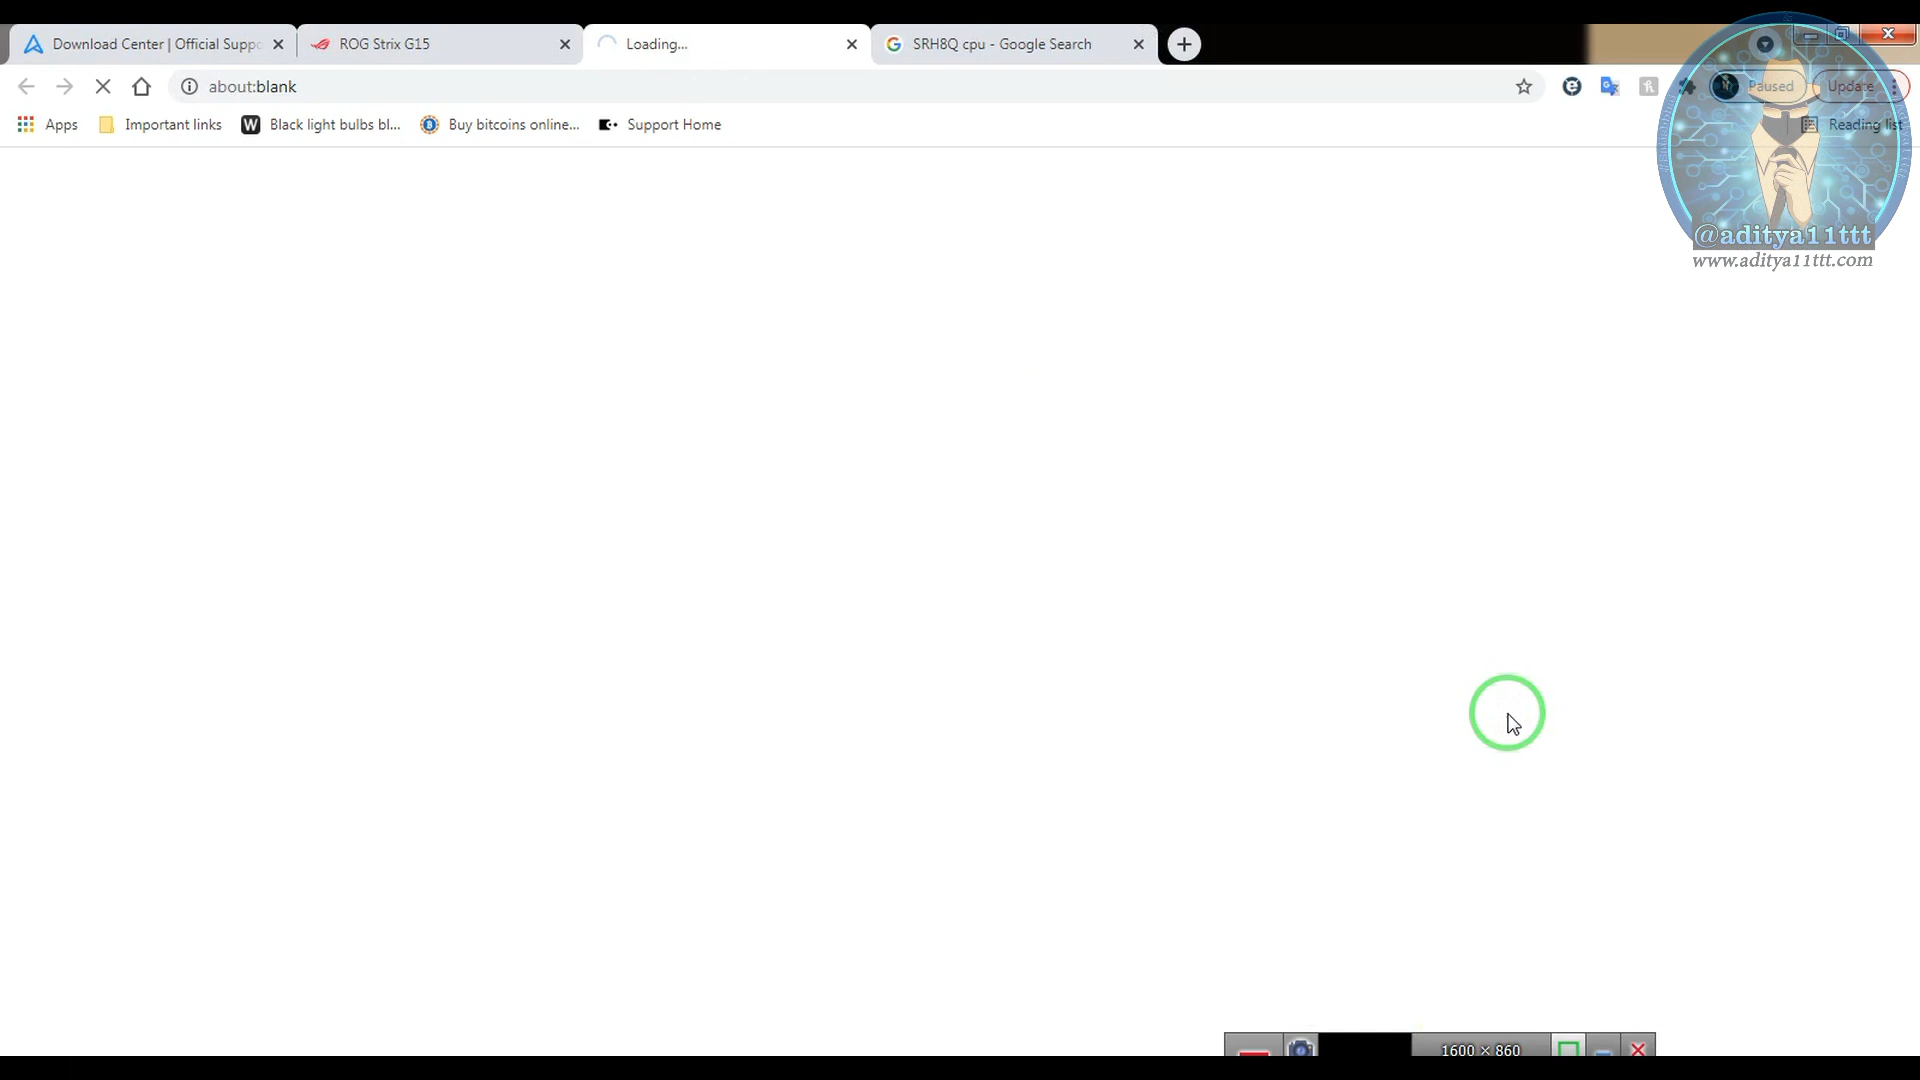 Download Center | Official Suppo
ROG Strix G15
Loading...
SRH8Q cpu - Google Search
about:blank
Paused
Update
Apps
Important links
Black light bulbs bl...
Buy bitcoins online...
Support Home
Reading list
@aditya11ttt
www.aditya11ttt.com
1600 × 860